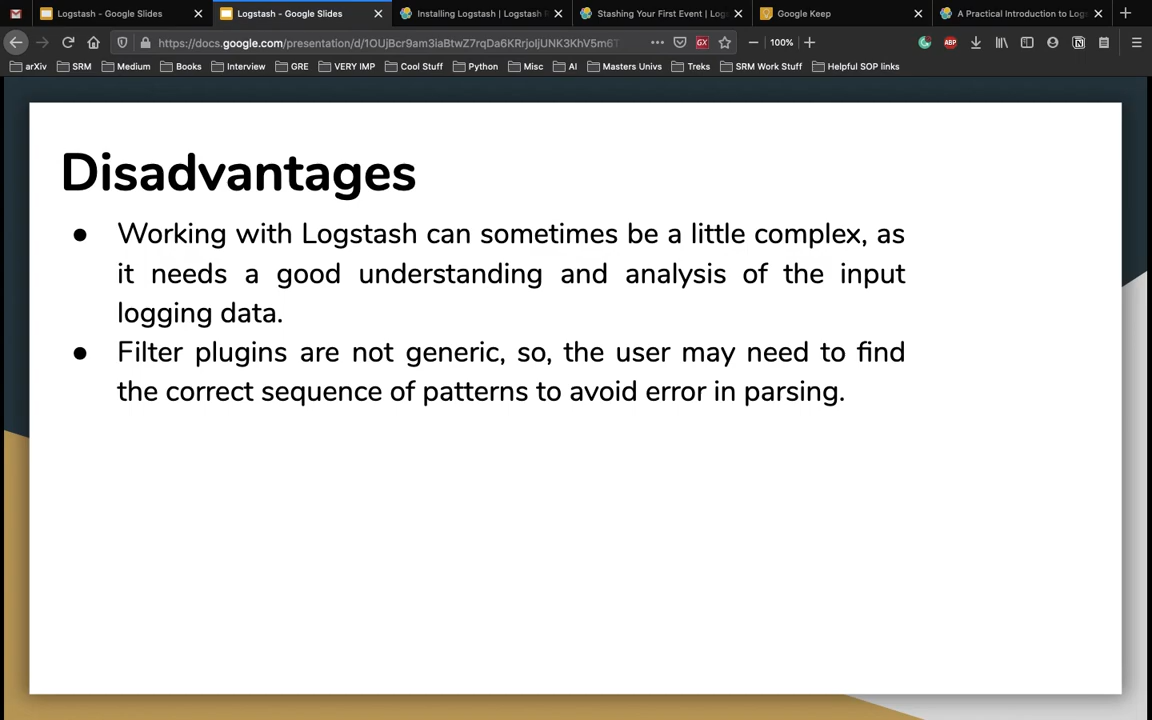 Logstash - Google Slides
Logstash - Google Slides
Installing Logstash | Logstash
Stashing Your First Event | Log
Google Keep
A Practical Introduction to Log
https://docs.google.com/presentation/d/1OUjBcr9am3iaBtwZ7rqDa6KRrjoIjUNK3KhV5m6T
GX
100%
ABP
arXiv
SRM
Medium
Books
Interview
GRE
VERY IMP
Cool Stuff
Python
Misc
AI
Masters Univs
Treks
SRM Work Stuff
Helpful SOP links
Disadvantages
● Working with Logstash can sometimes be a little complex, as
it needs a good understanding and analysis of the input
logging data.
● Filter plugins are not generic, so, the user may need to find
the correct sequence of patterns to avoid error in parsing.